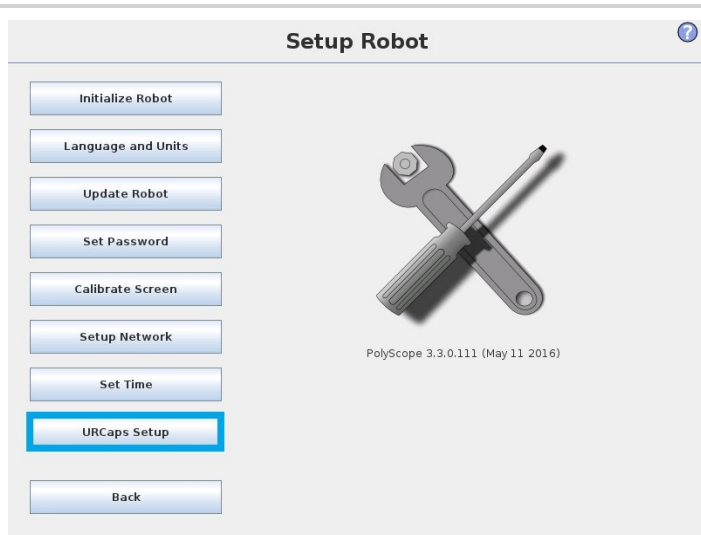 Setup Robot
?
Initialize Robot
Language and Units
Update Robot
Set Password
Calibrate Screen
Setup Network
Set Time
URCaps Setup
Back
PolyScope 3.3.0.111 (May 11 2016)